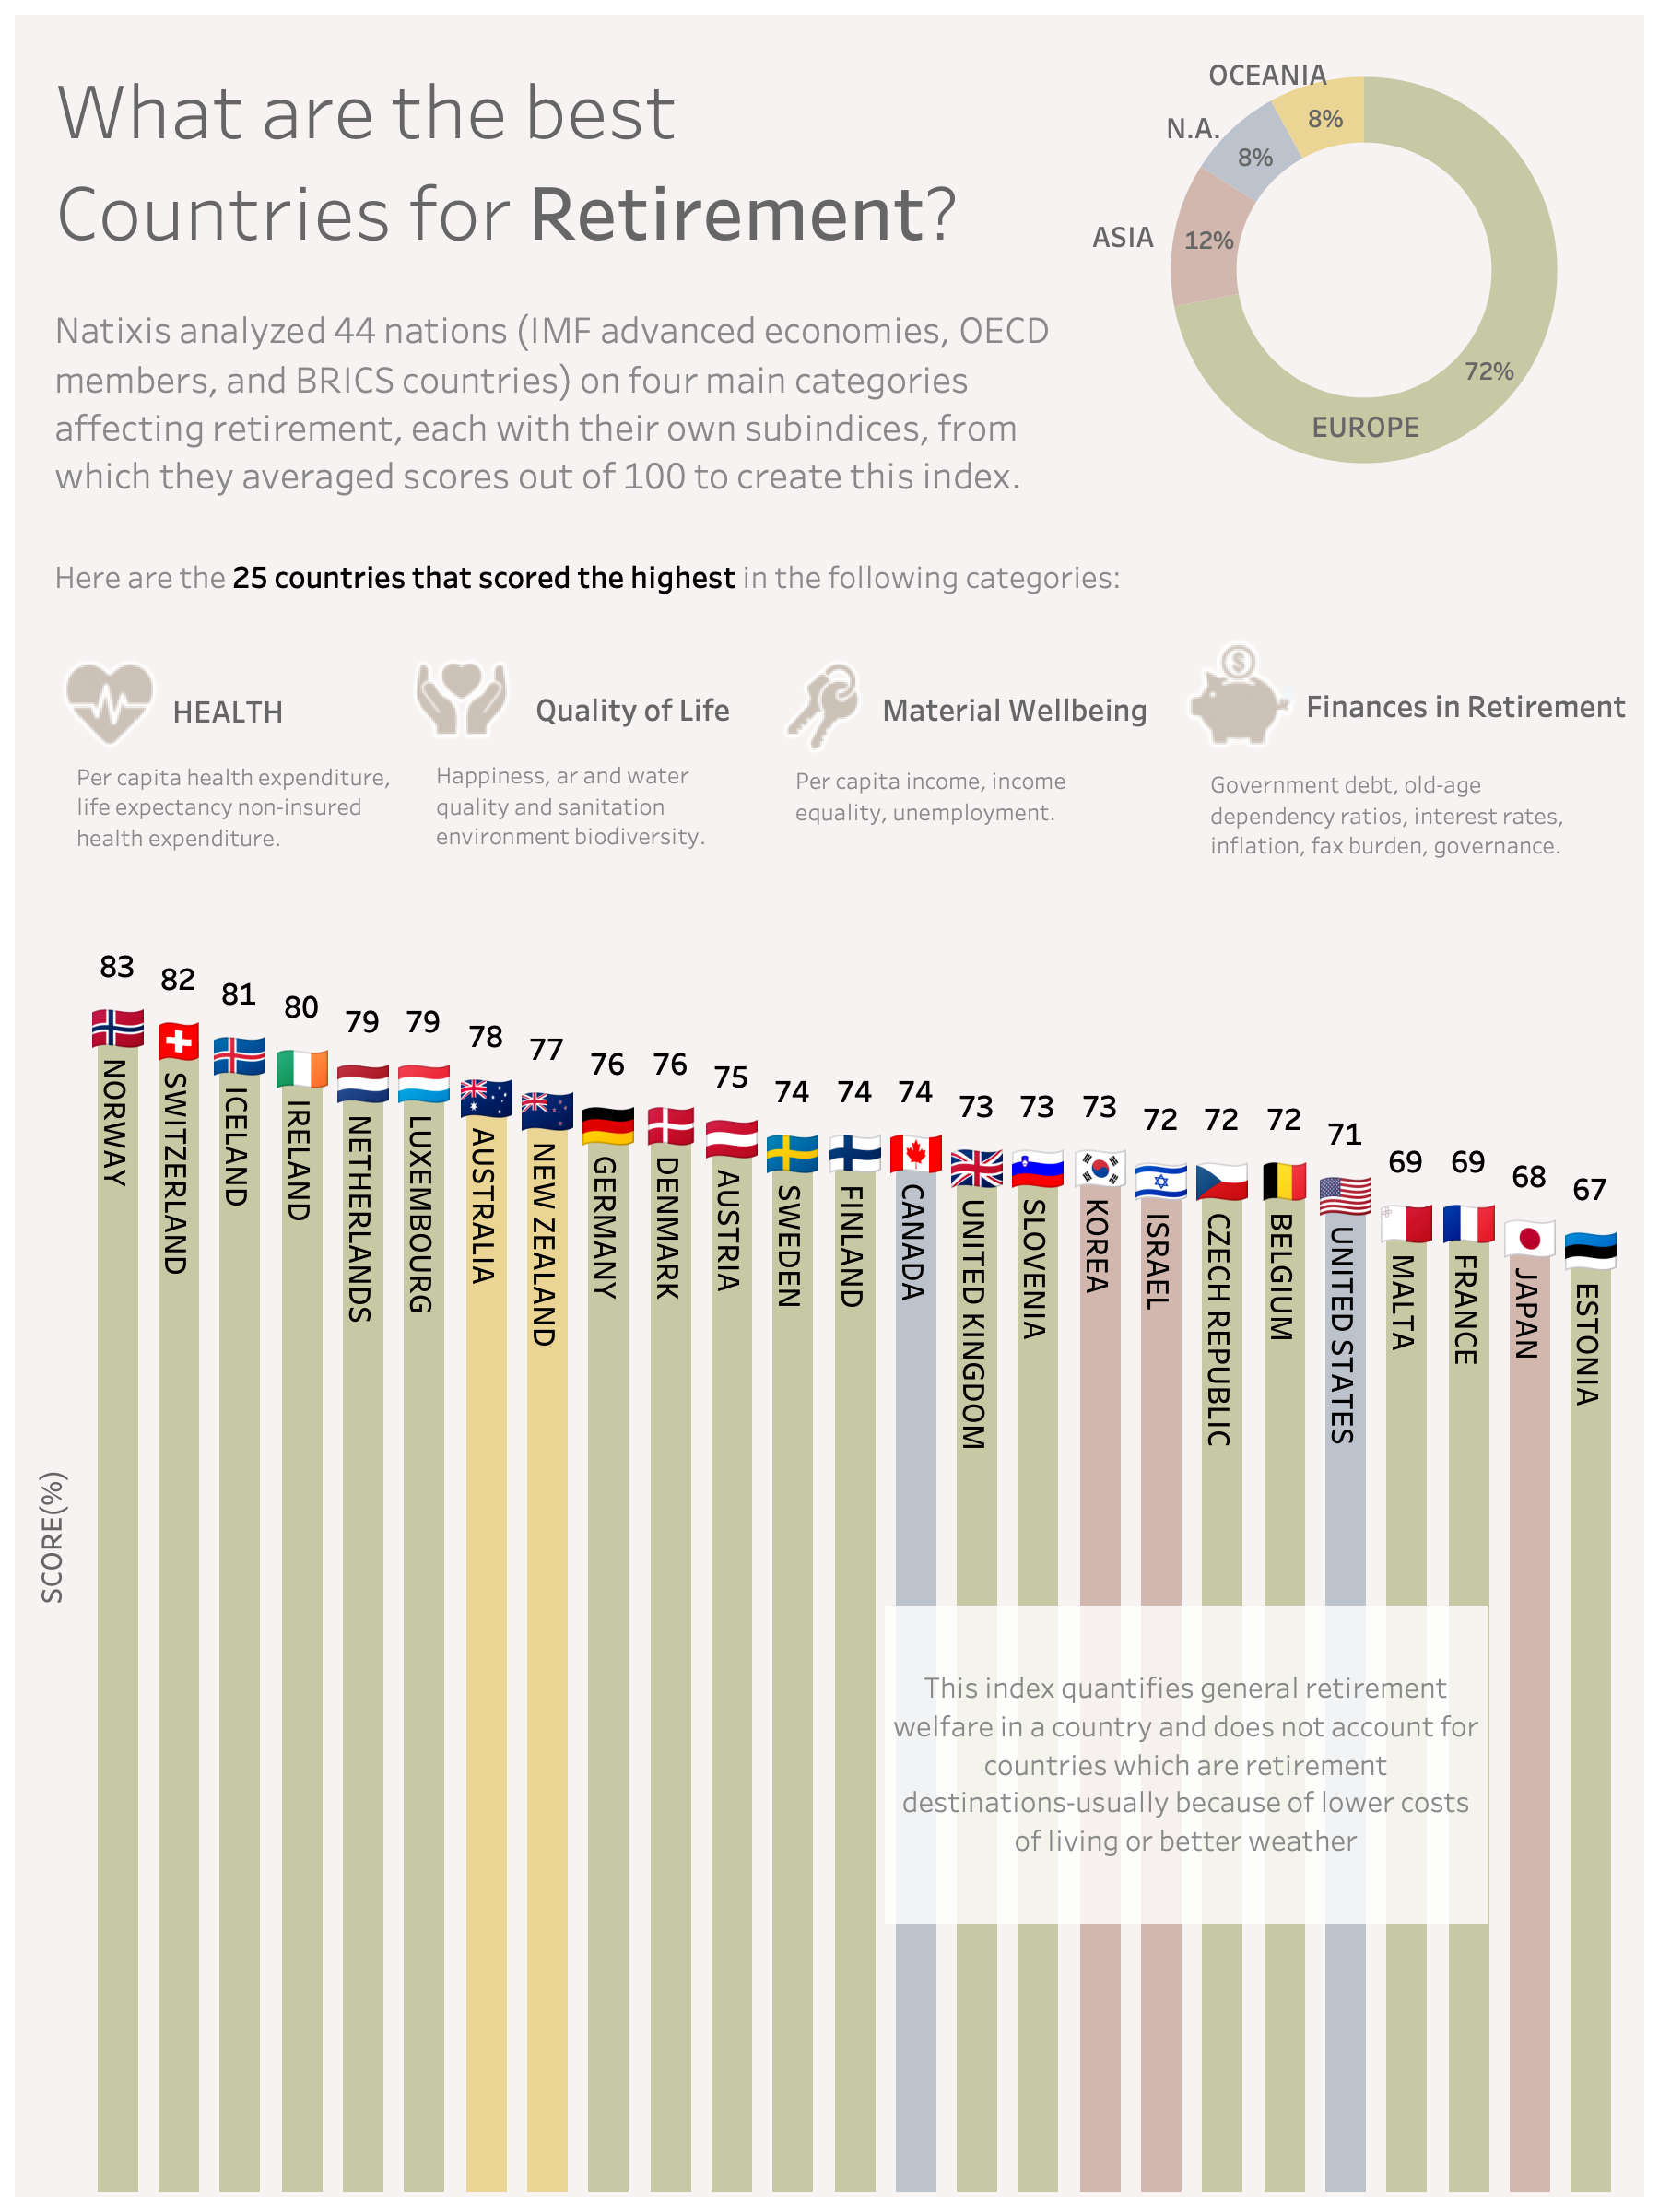 What are the best
Countries for Retirement?
OCEANIA
8%
N.A.
8%
ASIA
12%
72%
EUROPE
Natixis analyzed 44 nations (IMF advanced economies, OECD
members, and BRICS countries) on four main categories
affecting retirement, each with their own subindices, from
which they averaged scores out of 100 to create this index.
Here are the 25 countries that scored the highest in the following categories:
HEALTH
Per capita health expenditure,
life expectancy non-insured
health expenditure.
Quality of Life
Happiness, ar and water
quality and sanitation
environment biodiversity.
Material Wellbeing
Per capita income, income
equality, unemployment.
$
Finances in Retirement
Government debt, old-age
dependency ratios, interest rates,
inflation, fax burden, governance.
SCORE(%)
83
NORWAY
82
SWITZERLAND
81
ICELAND
80
IRELAND
79
NETHERLANDS
79
LUXEMBOURG
78
AUSTRALIA
77
NEW ZEALAND
76
GERMANY
76
DENMARK
75
AUSTRIA
74
SWEDEN
74
FINLAND
74
CANADA
73
UNITED KINGDOM
73
SLOVENIA
73
KOREA
72
ISRAEL
72
CZECH REPUBLIC
72
BELGIUM
71
UNITED STATES
69
MALTA
69
FRANCE
68
JAPAN
67
ESTONIA
This index quantifies general retirement
welfare in a country and does not account for
countries which are retirement
destinations-usually because of lower costs
of living or better weather